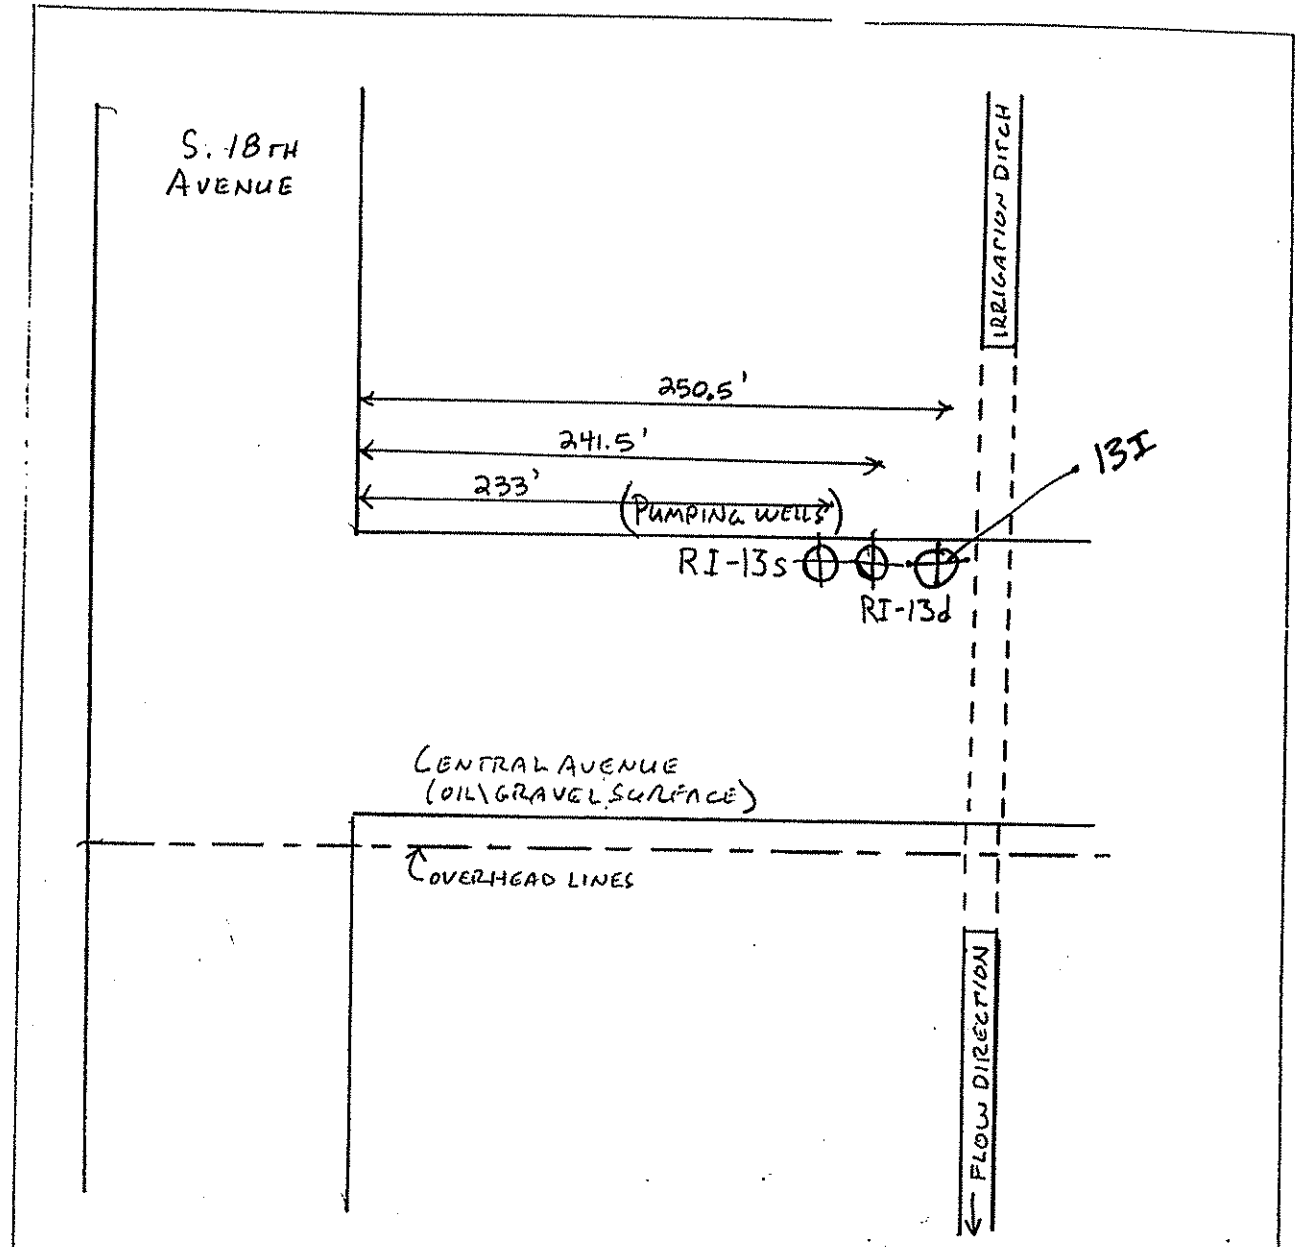 S. 18TH
AVENUE
IRRIGATION DITCH
250.5'
241.5'
233'
(PUMPING WELLS)
13I
RI-13s
RI-13d
CENTRAL AVENUE
(OIL\GRAVEL SURFACE)
OVERHEAD LINES
FLOW DIRECTION